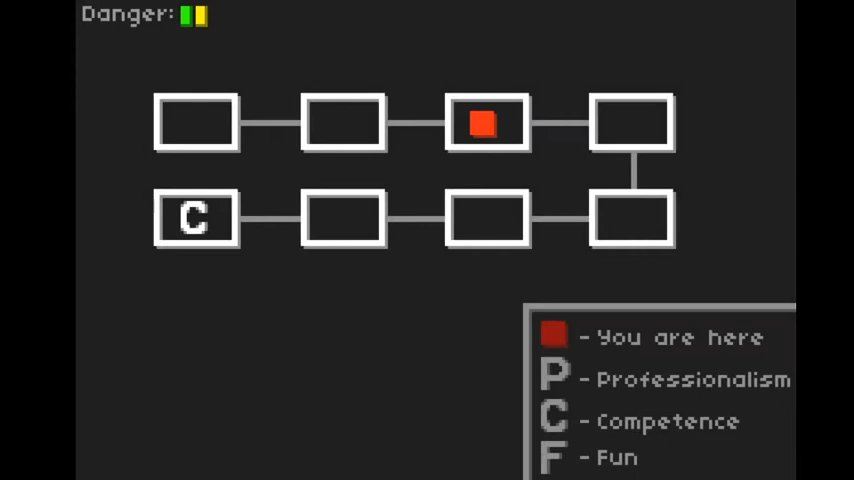 Danger:
C
- You are here
P - Professionalism
C - Competence
F - Fun